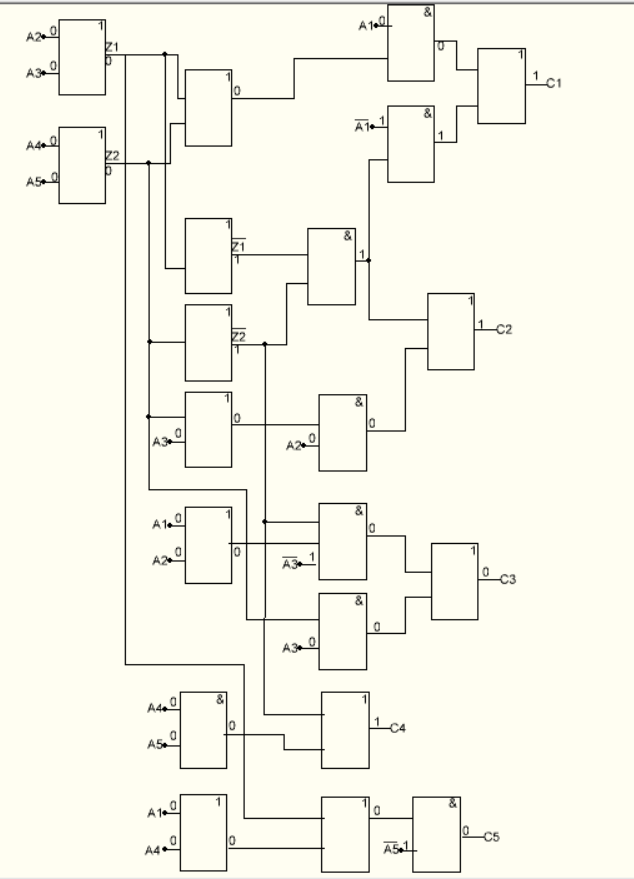 & A1 0 0
1 A2 0 Z1 0 A3 0
1 0
1 1 C1
& A1̅ 1 1
1 A4 0 Z2 0 A5 0
1 Z1̅ 1
& 1
1 Z2̅ 1
1 1 C2
1 0 A3 0
& 0 A2 0
1 A1 0 A2 0 0
& 0 A3̅ 1
1 0 C3
& 0 A3 0
& A4 0 A5 0 0
1 1 C4
1 A1 0 A4 0 0
1 0
& A5̅ 1 0 C5